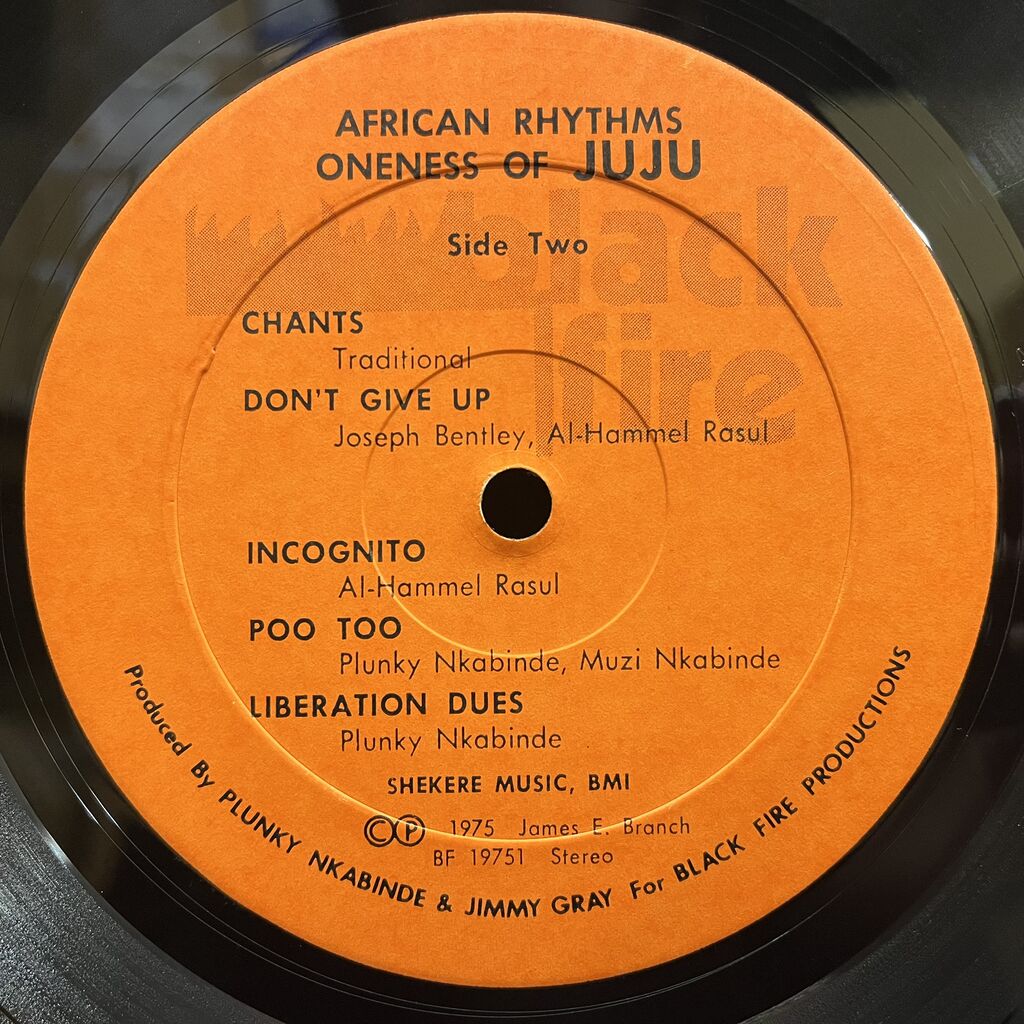 AFRICAN RHYTHMS
ONENESS OF JUJU
black
fire
Side Two
CHANTS
Traditional
DON'T GIVE UP
Joseph Bentley, Al-Hammel Rasul
INCOGNITO
Al-Hammel Rasul
POO TOO
Plunky Nkabinde, Muzi Nkabinde
LIBERATION DUES
Plunky Nkabinde
SHEKERE MUSIC, BMI
©℗ 1975 James E. Branch
BF 19751 Stereo
Produced By PLUNKY NKABINDE & JIMMY GRAY For BLACK FIRE PRODUCTIONS